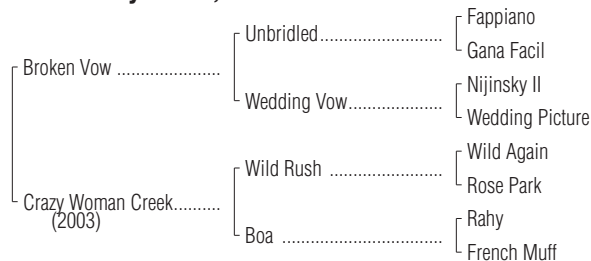 Fappiano
Unbridled......................
Gana Facil
Broken Vow ....................
Nijinsky II
Wedding Vow.................
Wedding Picture
Wild Again
Wild Rush ....................
Rose Park
Crazy Woman Creek.........
(2003)
Rahy
Boa .............................
French Muff